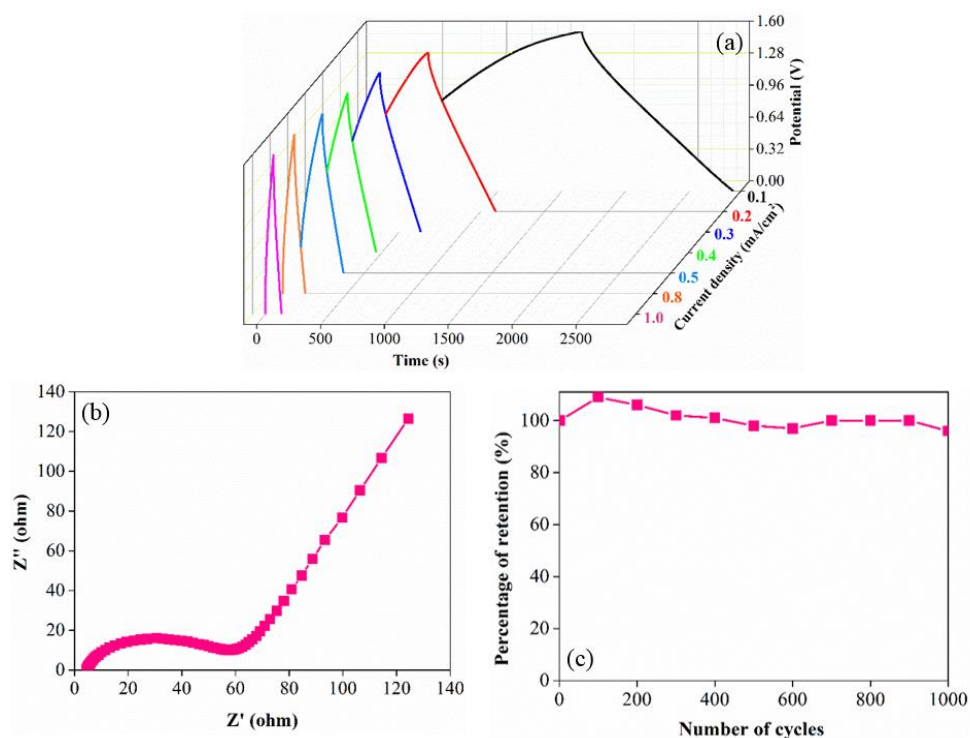 (a)
1.60
1.28
0.96
0.64
0.32
0.00
Potential (V)
0.1
0.2
0.3
0.4
0.5
0.8
1.0
Current density (mA/cm²)
0 500 1000 1500 2000 2500
Time (s)
(b)
140
120
100
80
60
40
20
0
Z" (ohm)
0 20 40 60 80 100 120 140
Z' (ohm)
(c)
100
80
60
40
20
0
Percentage of retention (%)
0 200 400 600 800 1000
Number of cycles